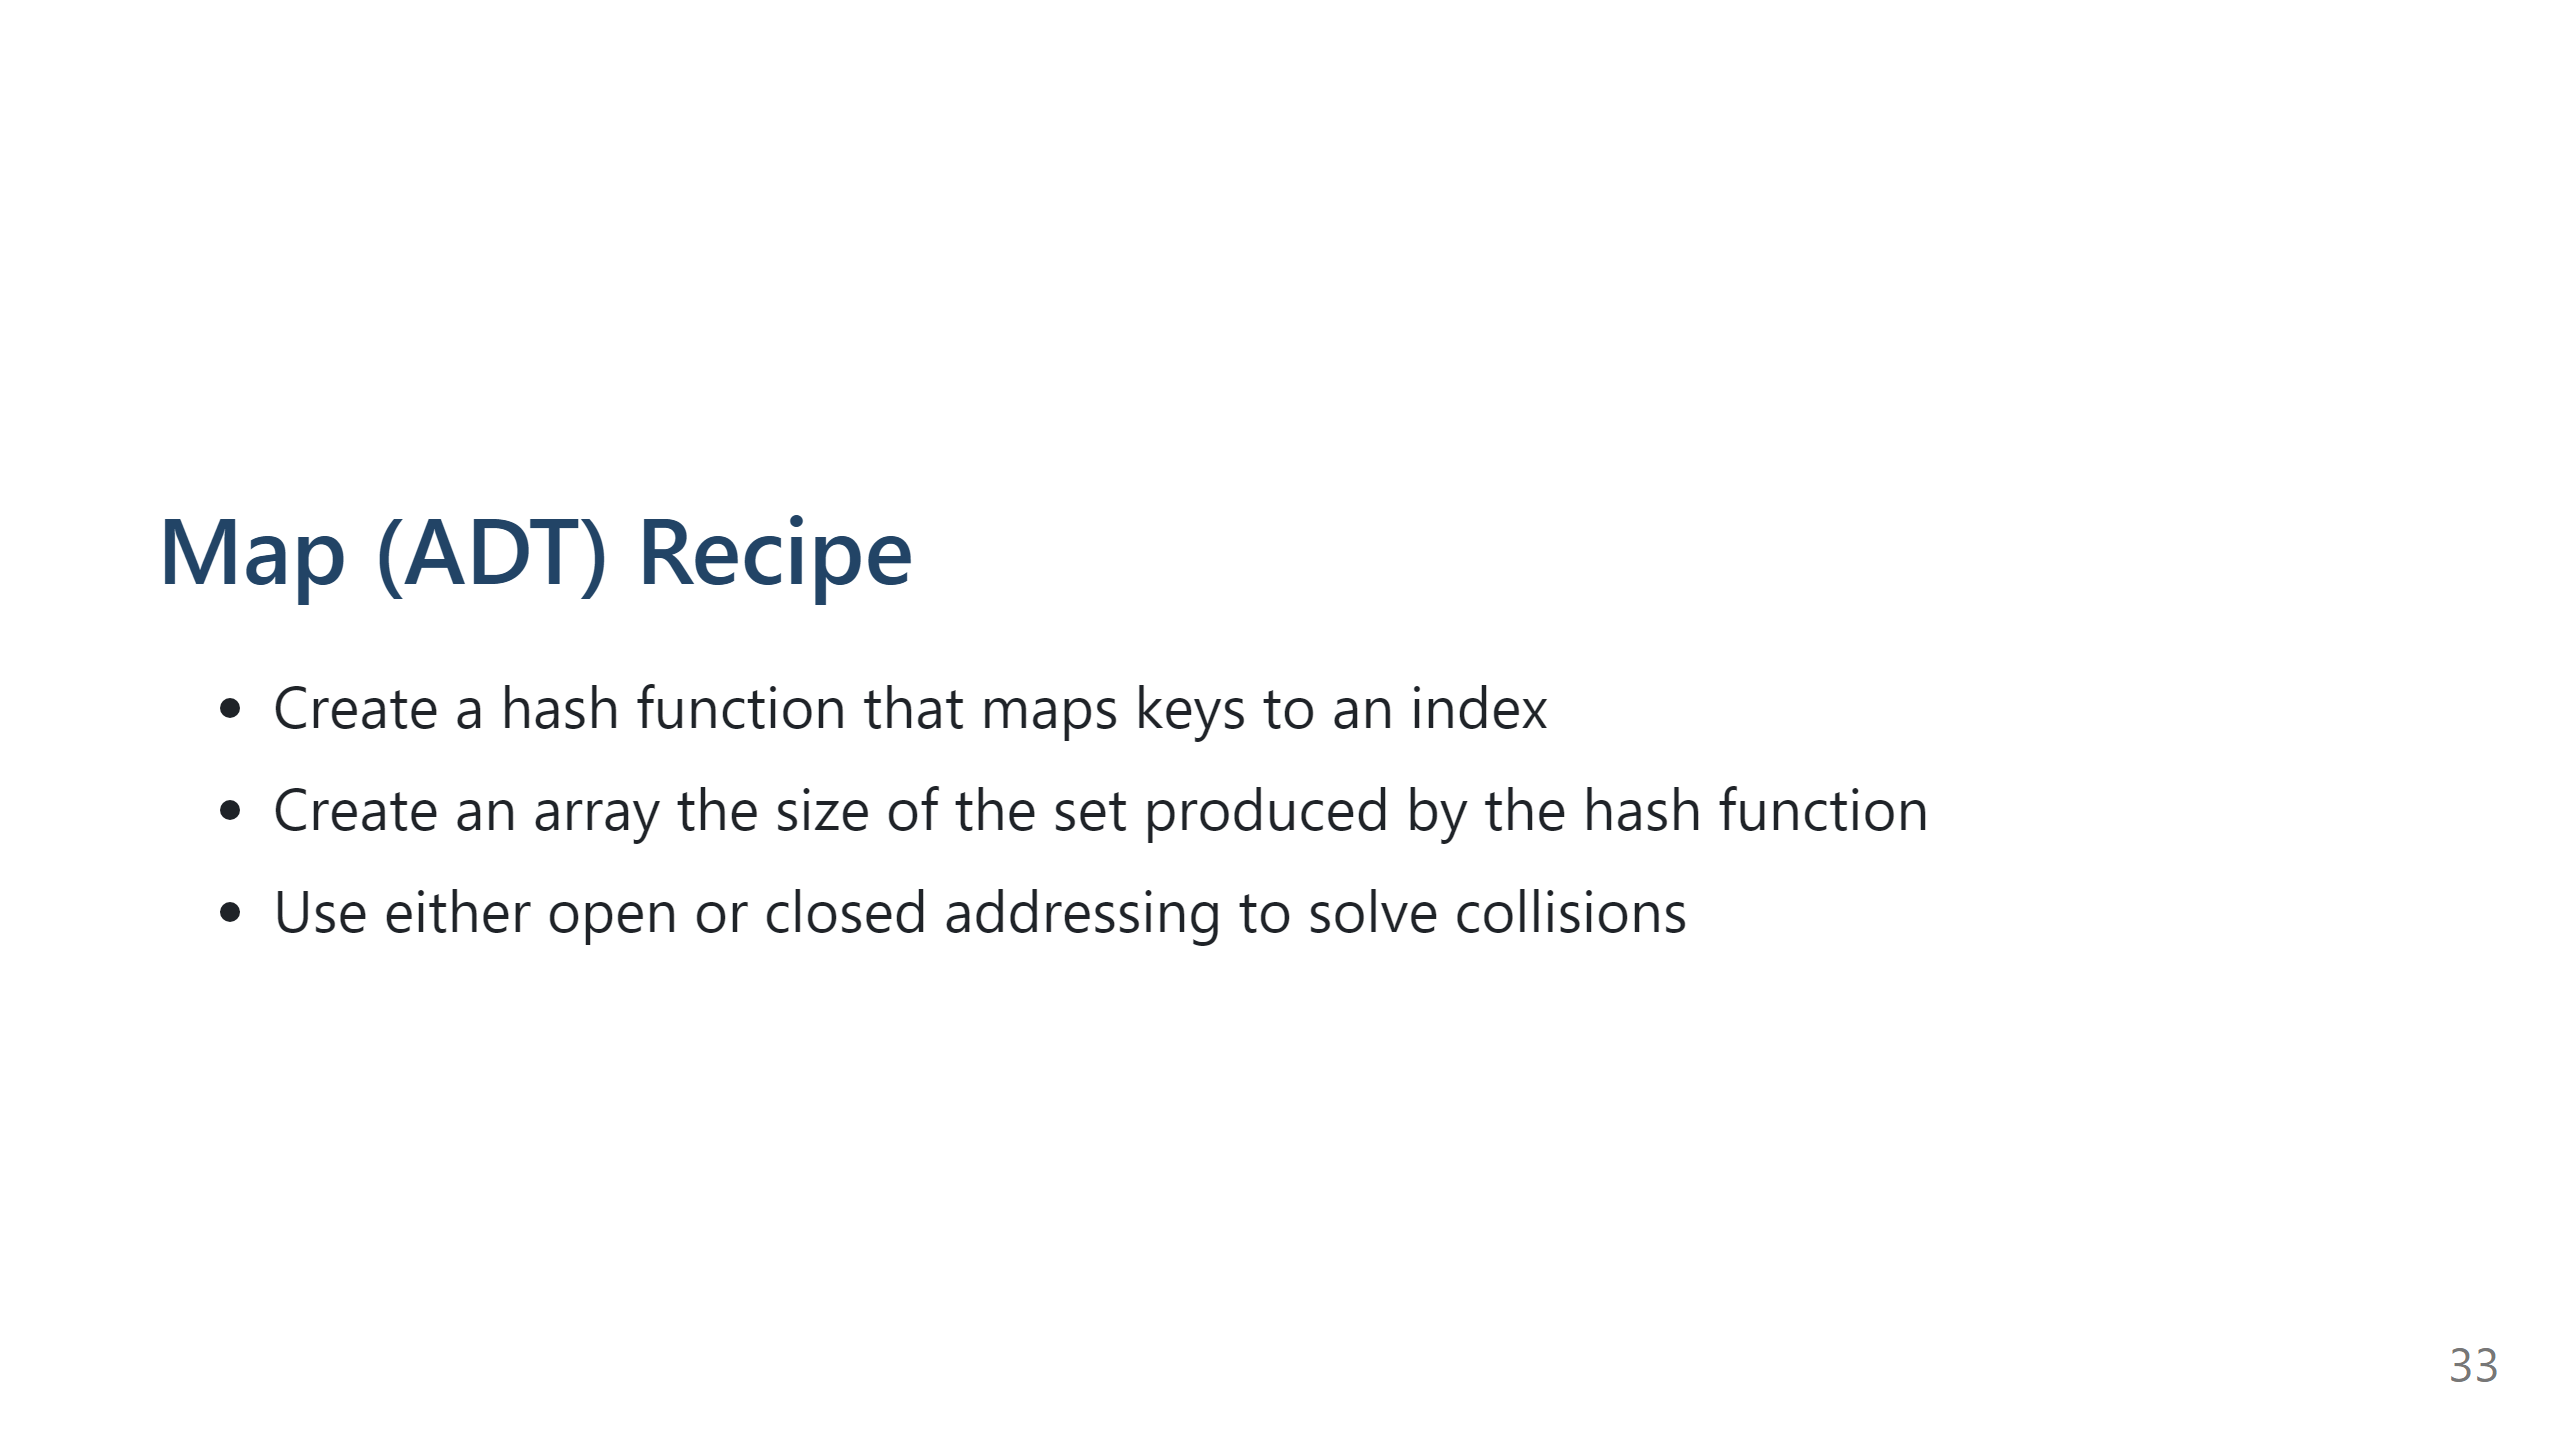 Map (ADT) Recipe
• Create a hash function that maps keys to an index
• Create an array the size of the set produced by the hash function
• Use either open or closed addressing to solve collisions
33